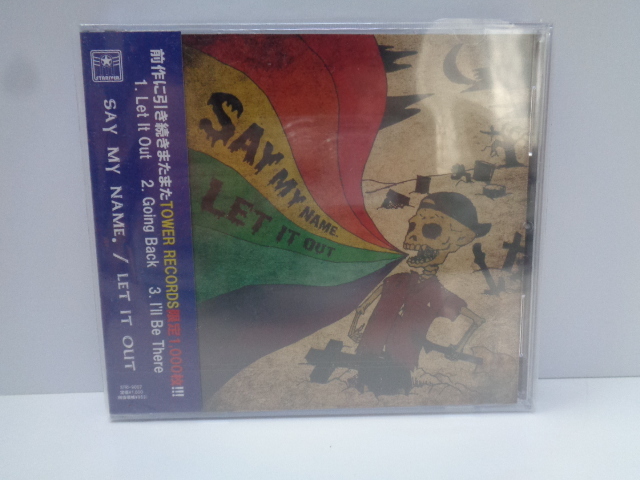 SAY MY NAME. / LET IT OUT
前作に引き続きまたまたTOWER RECORDS限定1,000枚!!!
1. Let It Out 2. Going Back 3. I'll Be There
SAY MY NAME.
LET IT OUT